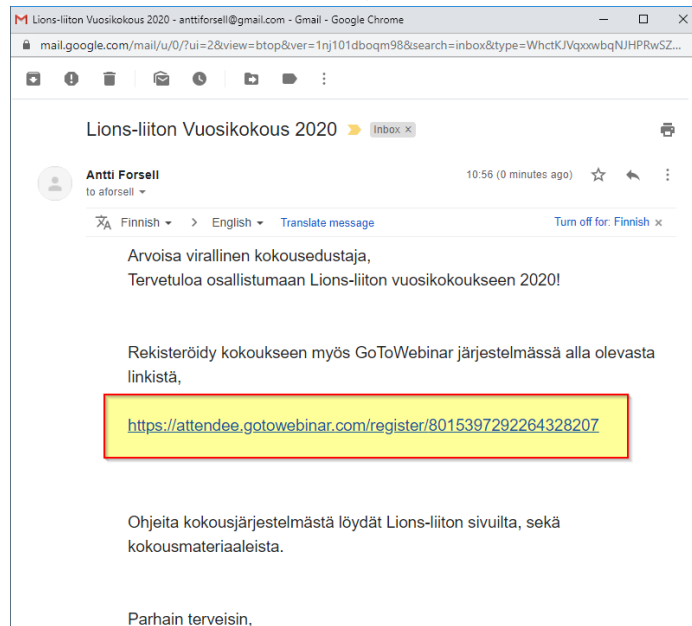 Lions-liiton Vuosikokous 2020 - anttiforsell@gmail.com - Gmail - Google Chrome
mail.google.com/mail/u/0/?ui=2&view=btop&ver=1nj101dboqm98&search=inbox&type=WhctKJVqxxwbqNJHPRwSZ...
Lions-liiton Vuosikokous 2020 Inbox ×
Antti Forsell 10:56 (0 minutes ago)
to aforsell
Finnish > English Translate message Turn off for: Finnish ×
Arvoisa virallinen kokousedustaja,
Tervetuloa osallistumaan Lions-liiton vuosikokoukseen 2020!
Rekisteröidy kokoukseen myös GoToWebinar järjestelmässä alla olevasta
linkistä,
https://attendee.gotowebinar.com/register/8015397292264328207
Ohjeita kokousjärjestelmästä löydät Lions-liiton sivuilta, sekä
kokousmateriaaleista.
Parhain terveisin,